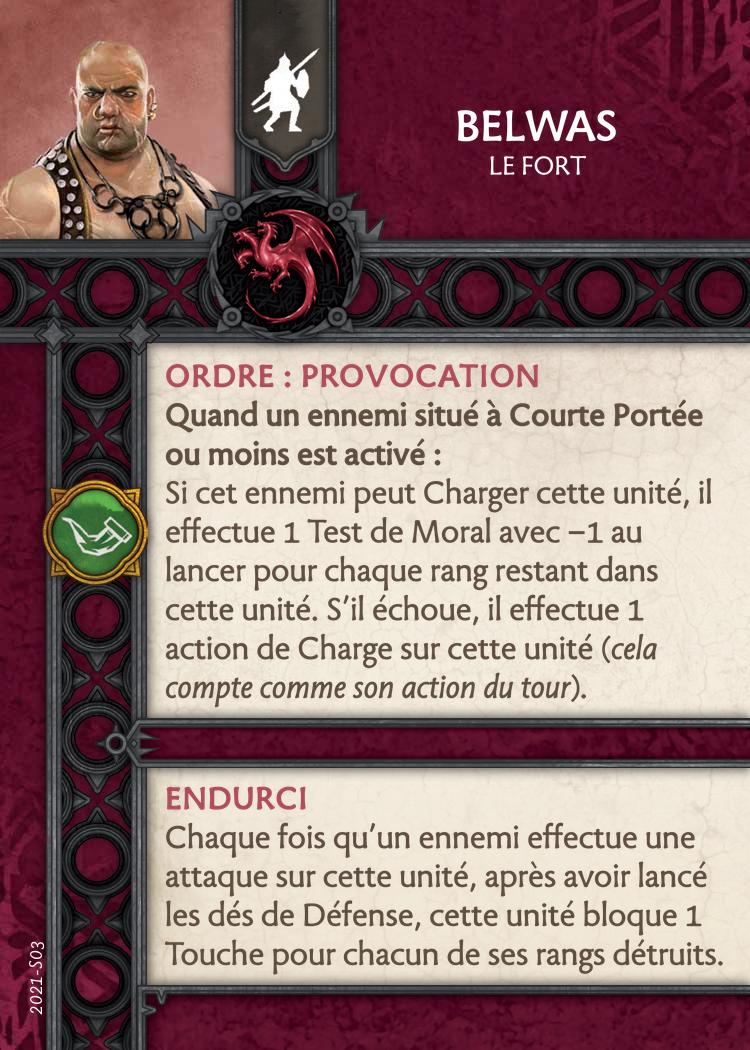 BELWAS
LE FORT
ORDRE : PROVOCATION
Quand un ennemi situé à Courte Portée
ou moins est activé :
Si cet ennemi peut Charger cette unité, il
effectue 1 Test de Moral avec −1 au
lancer pour chaque rang restant dans
cette unité. S’il échoue, il effectue 1
action de Charge sur cette unité (cela
compte comme son action du tour).
ENDURCI
Chaque fois qu’un ennemi effectue une
attaque sur cette unité, après avoir lancé
les dés de Défense, cette unité bloque 1
Touche pour chacun de ses rangs détruits.
2021-S03